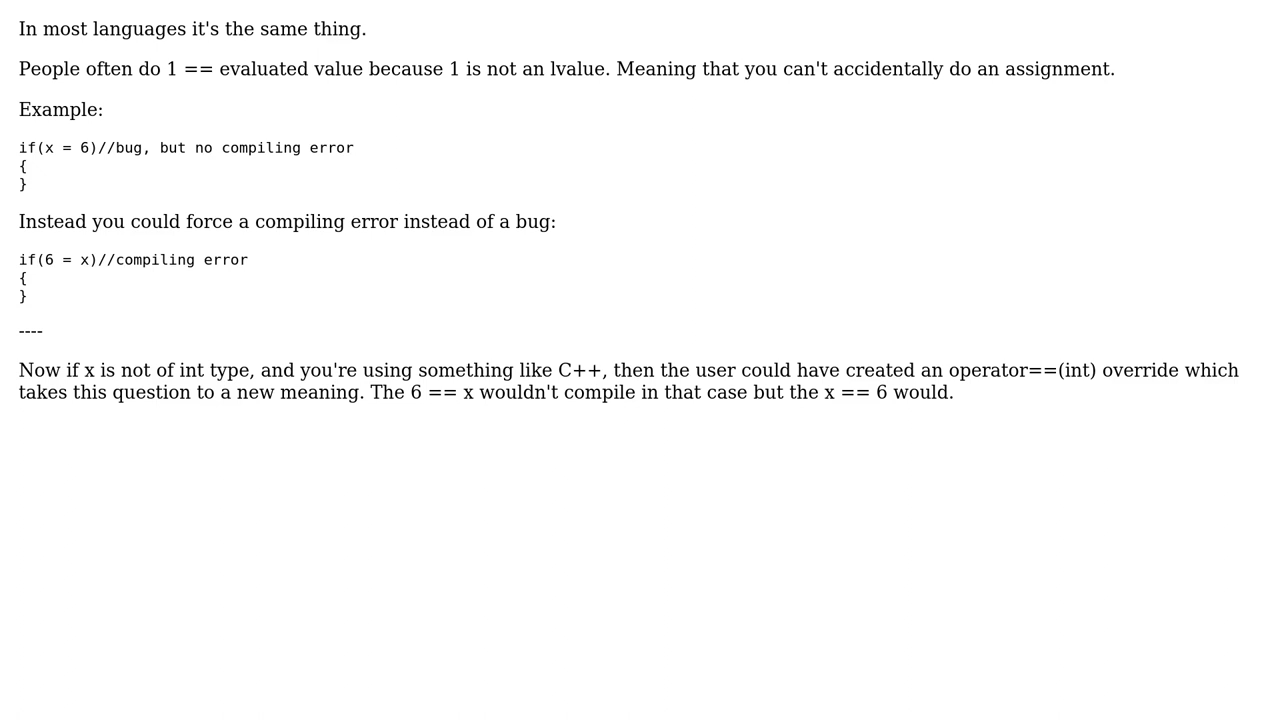 In most languages it's the same thing.
People often do 1 == evaluated value because 1 is not an lvalue. Meaning that you can't accidentally do an assignment.
Example:
if(x = 6)//bug, but no compiling error
{
}
Instead you could force a compiling error instead of a bug:
if(6 = x)//compiling error
{
}
----
Now if x is not of int type, and you're using something like C++, then the user could have created an operator==(int) override which
takes this question to a new meaning. The 6 == x wouldn't compile in that case but the x == 6 would.